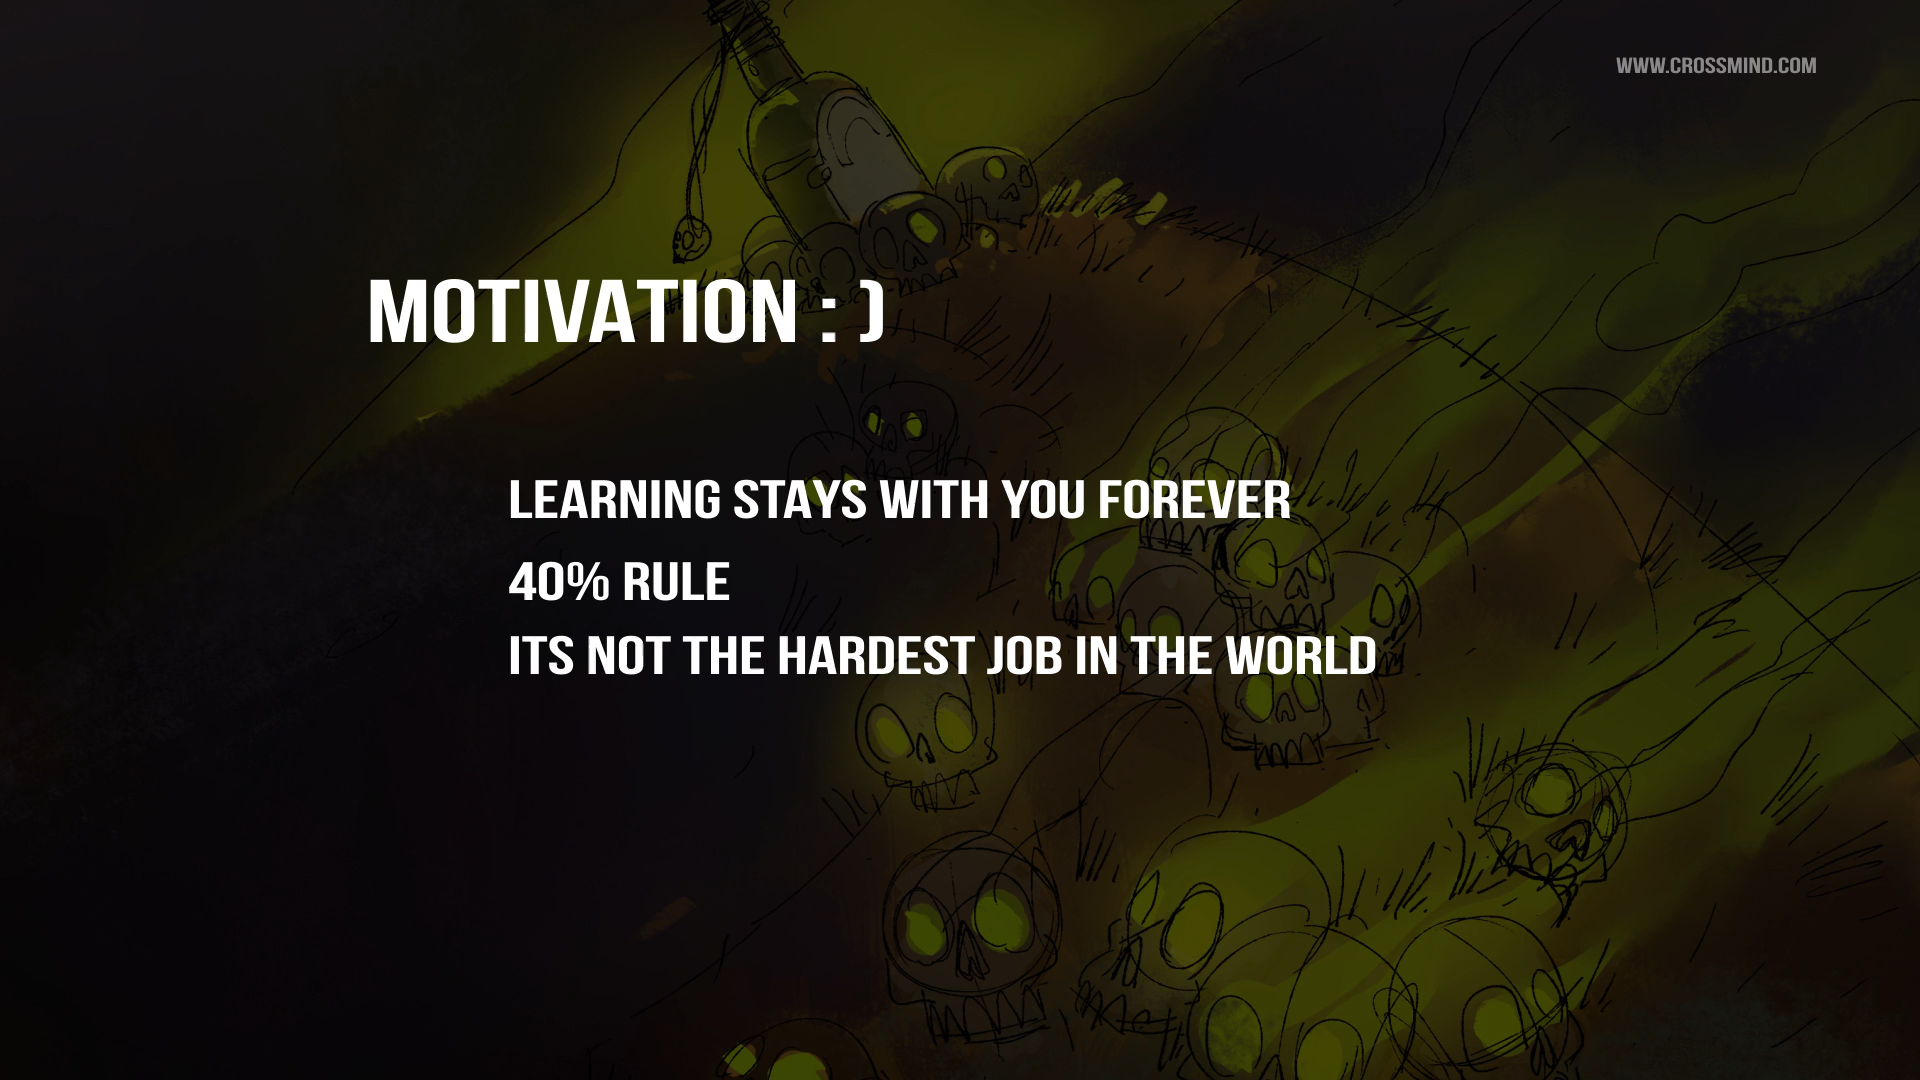 WWW.CROSSMIND.COM
MOTIVATION : )
LEARNING STAYS WITH YOU FOREVER
40% RULE
ITS NOT THE HARDEST JOB IN THE WORLD